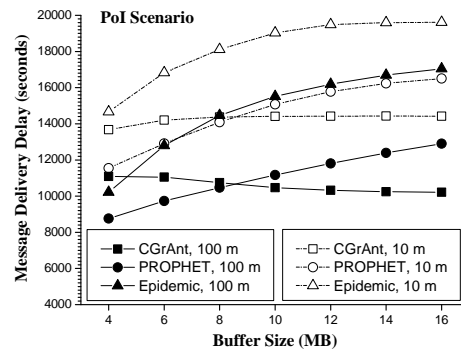 PoI Scenario
Message Delivery Delay (seconds)
20000
18000
16000
14000
12000
10000
8000
6000
4000
CGrAnt, 100 m
PROPHET, 100 m
Epidemic, 100 m
CGrAnt, 10 m
PROPHET, 10 m
Epidemic, 10 m
4 6 8 10 12 14 16
Buffer Size (MB)